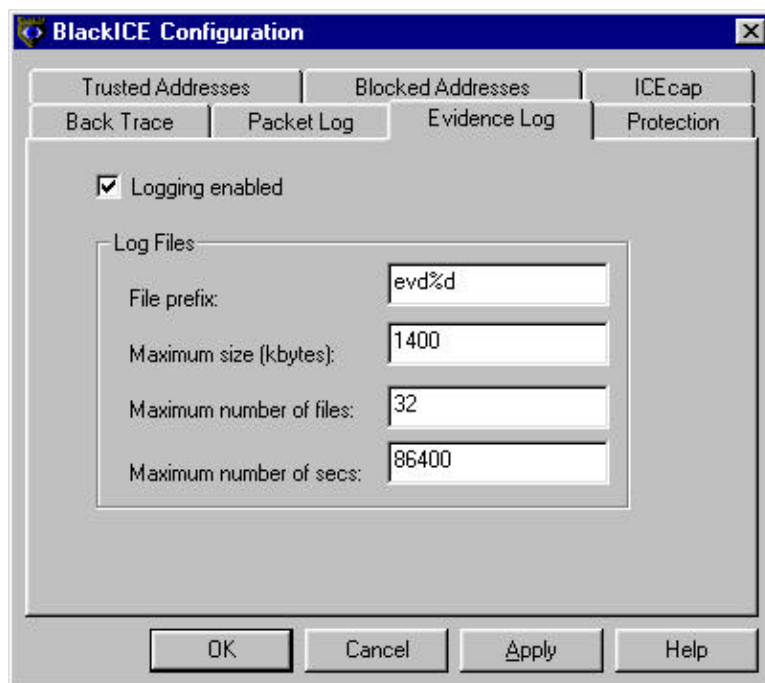 BlackICE Configuration
Trusted Addresses Blocked Addresses ICEcap
Back Trace Packet Log Evidence Log Protection
Logging enabled
Log Files
File prefix: evd%d
Maximum size (kbytes): 1400
Maximum number of files: 32
Maximum number of secs: 86400
OK Cancel Apply Help